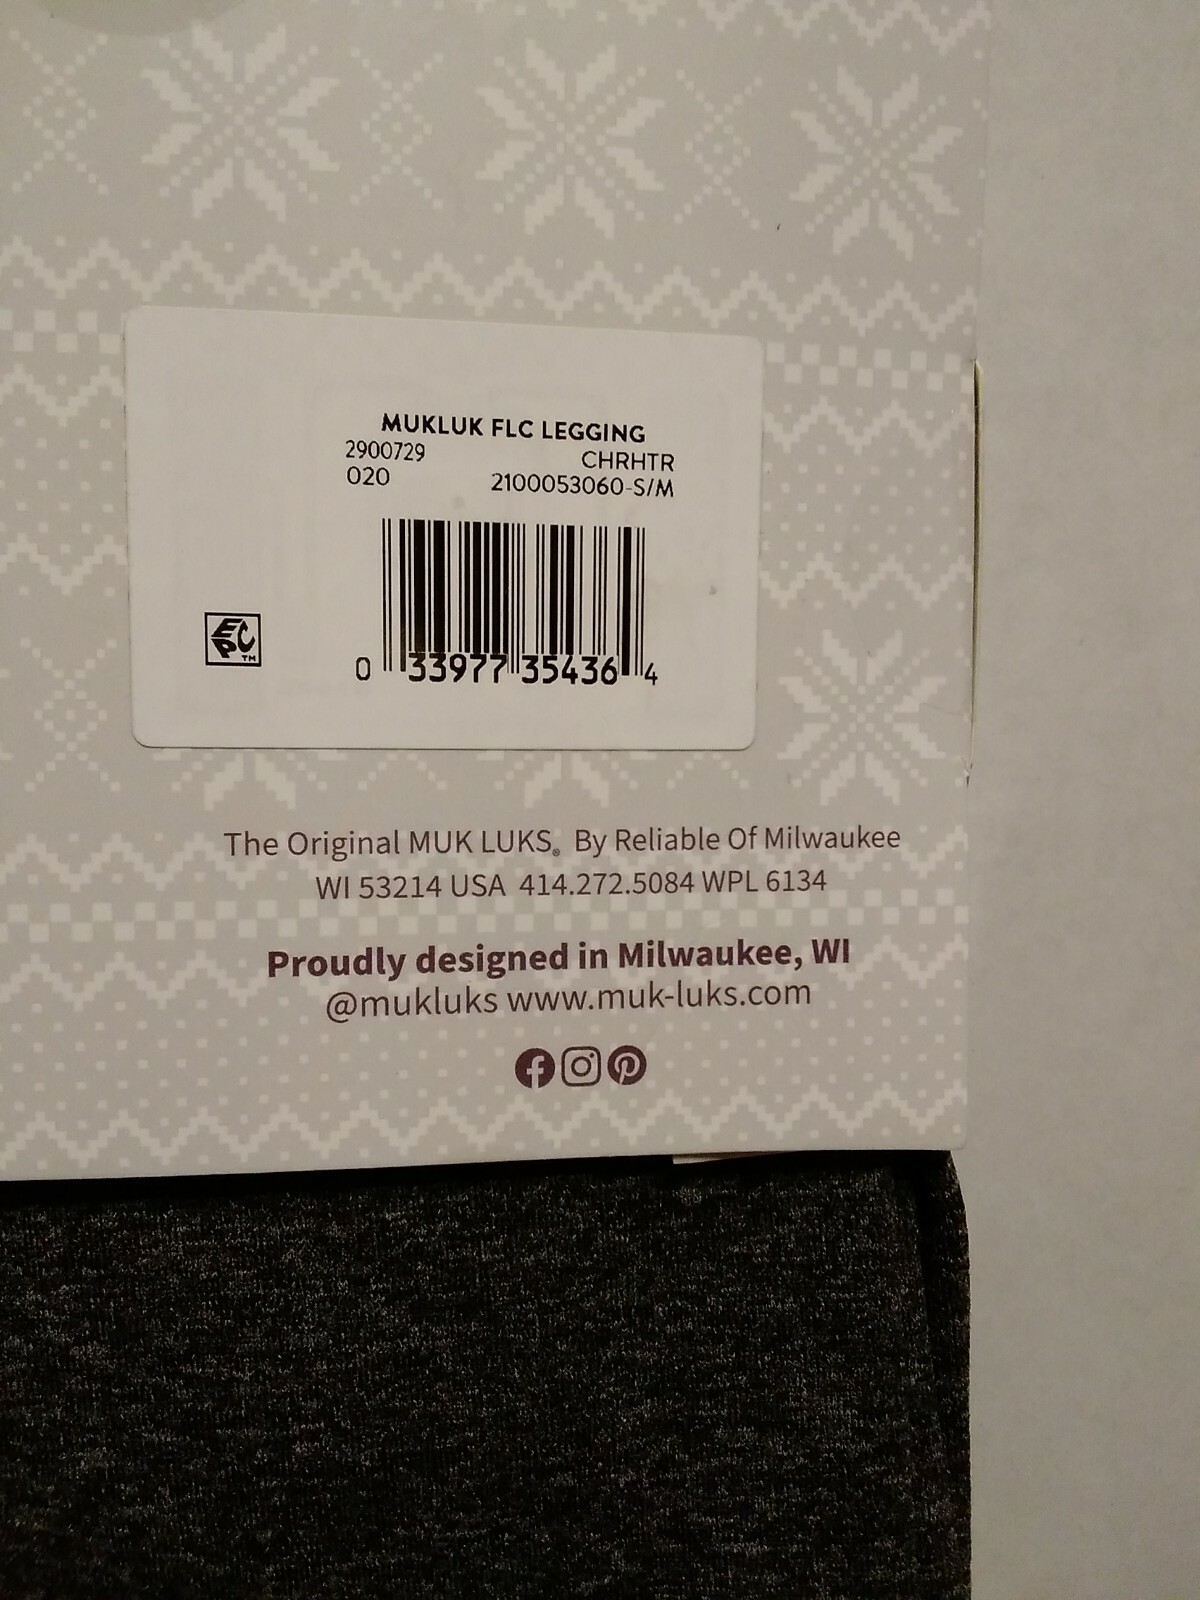 MUKLUK FLC LEGGING
2900729 CHRHTR
020 2100053060-S/M
EPC™
0 33977 35436 4
The Original MUK LUKS® By Reliable Of Milwaukee
WI 53214 USA 414.272.5084 WPL 6134
Proudly designed in Milwaukee, WI
@mukluks www.muk-luks.com